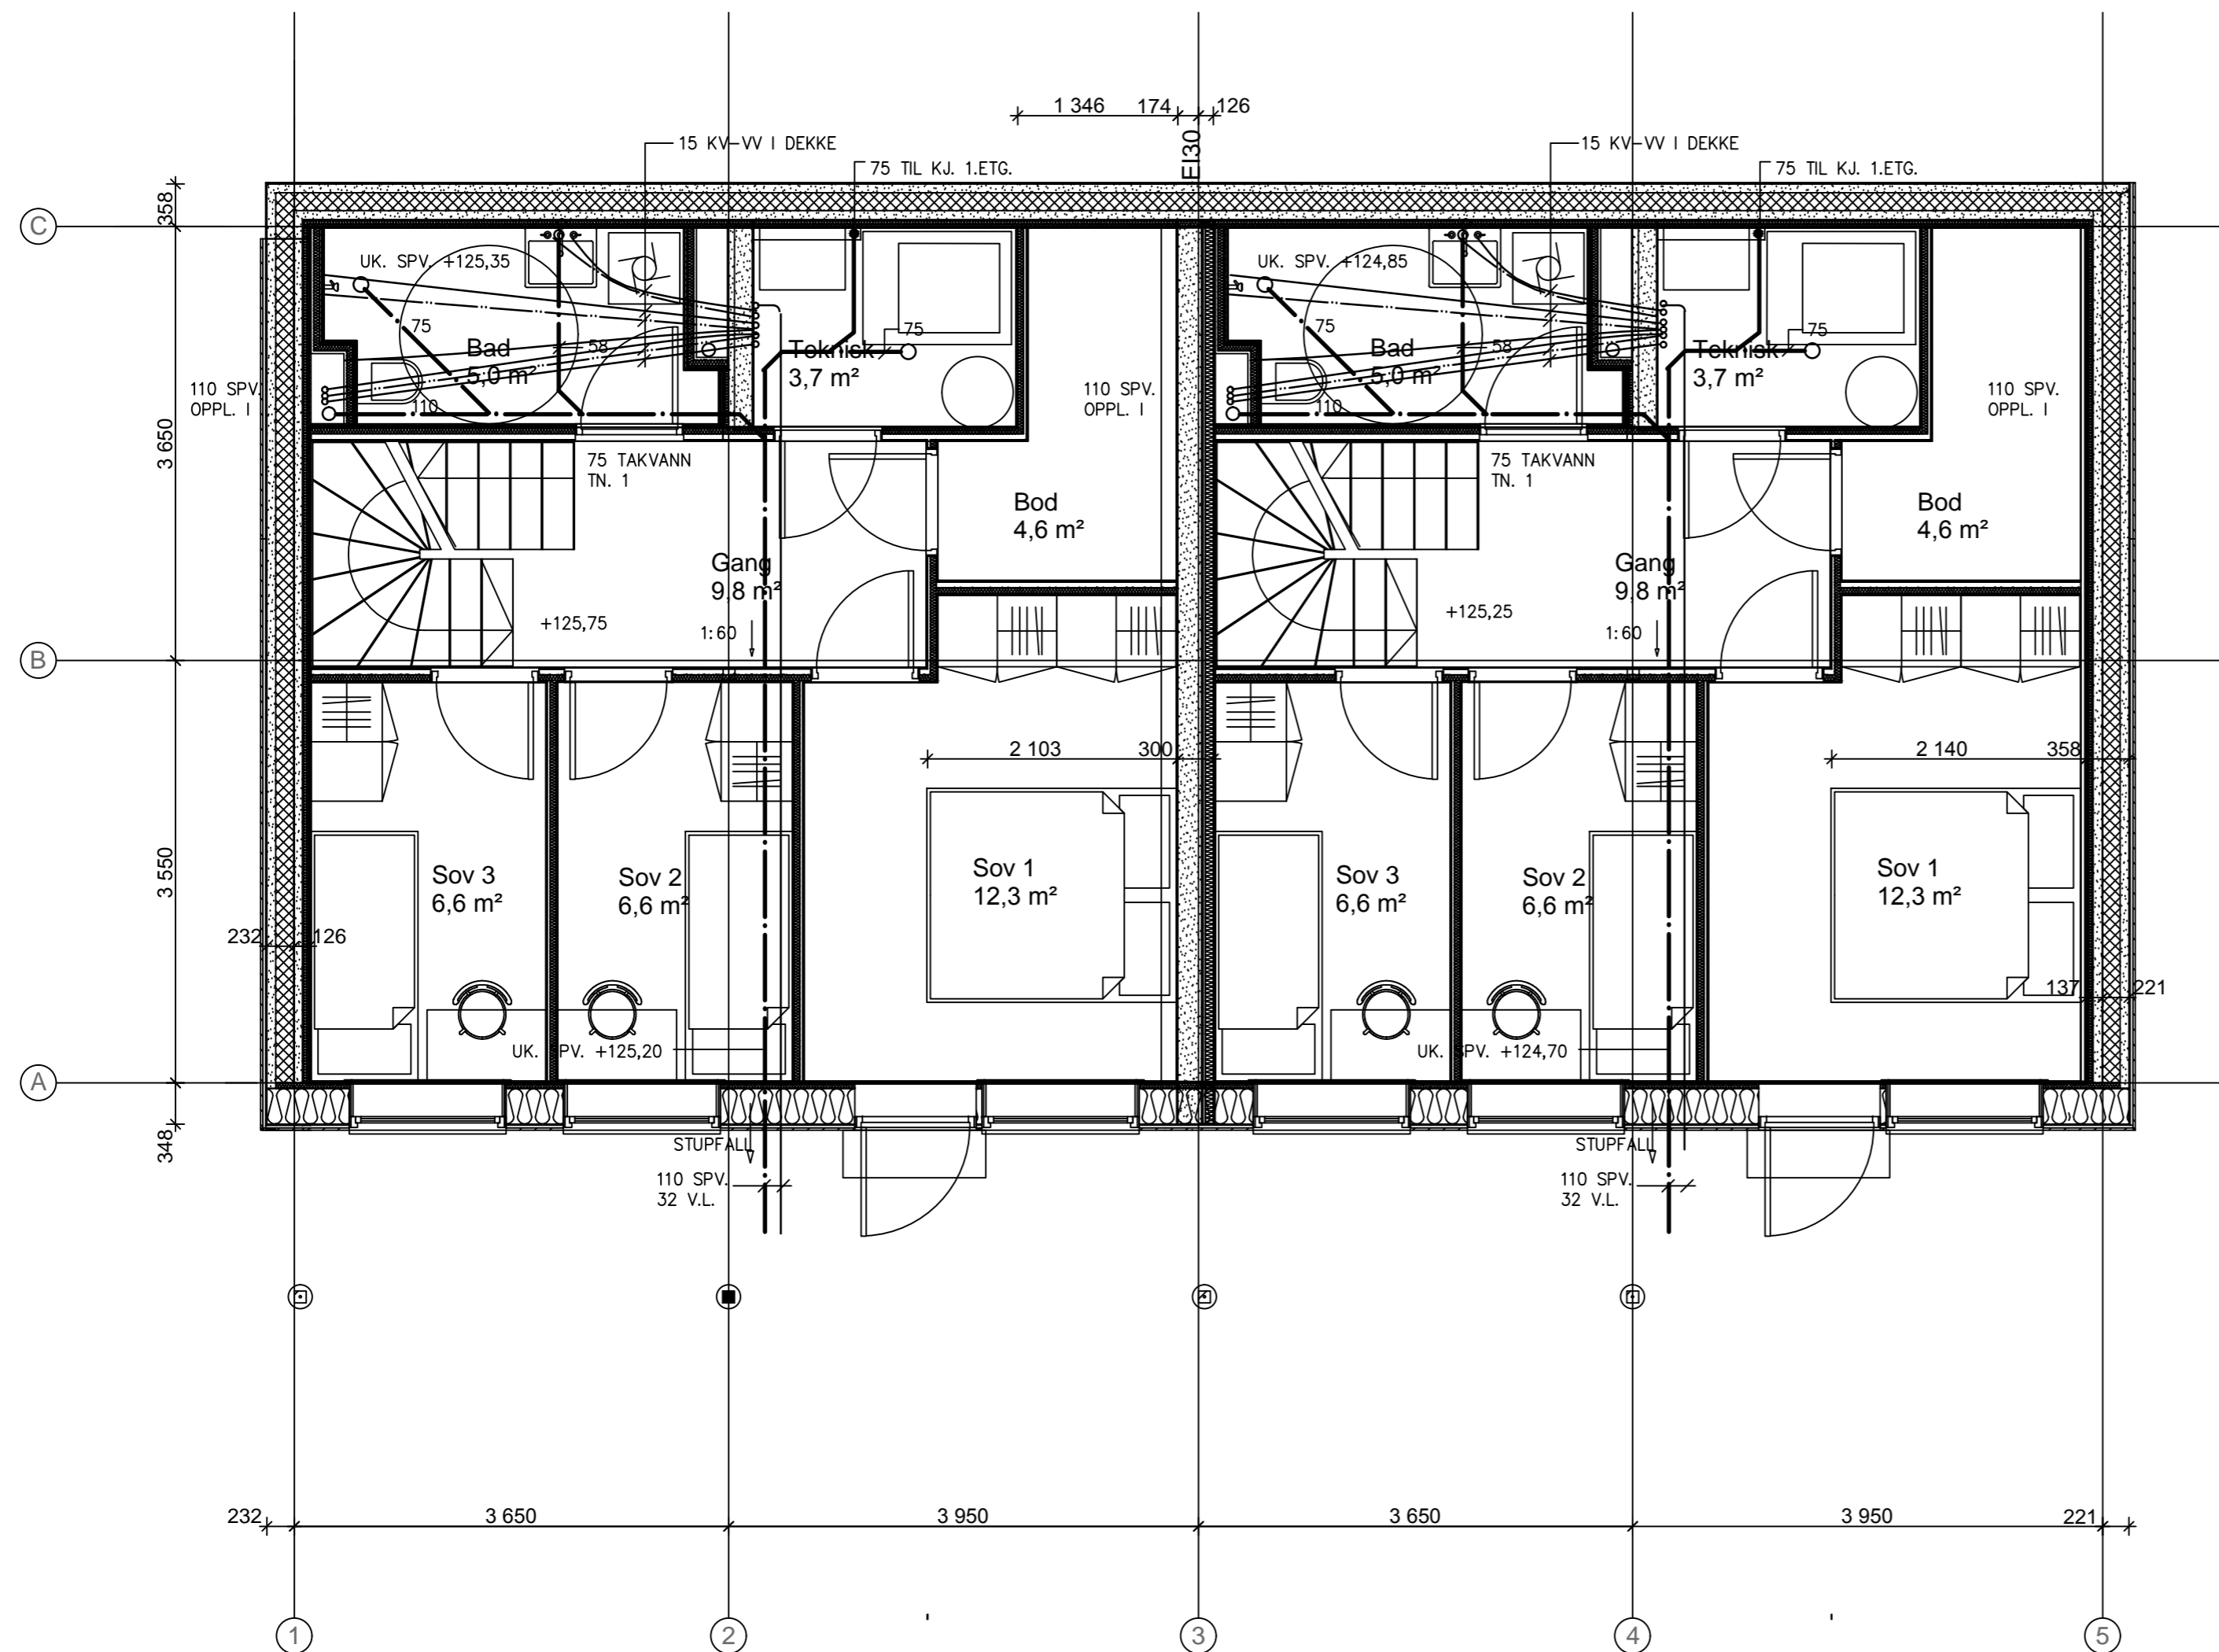 1 346
174
126
EI30
15 KV-VV I DEKKE
75 TIL KJ. 1.ETG.
15 KV-VV I DEKKE
75 TIL KJ. 1.ETG.
358
C
UK. SPV. +125,35
75
Bad
5,0 m²
58
110
Teknisk
3,7 m²
75
110 SPV.
OPPL. I
110 SPV.
OPPL. I
UK. SPV. +124,85
75
Bad
5,0 m²
58
110
Teknisk
3,7 m²
75
110 SPV.
OPPL. I
3 650
75 TAKVANN
TN. 1
Bod
4,6 m²
75 TAKVANN
TN. 1
Bod
4,6 m²
Gang
9,8 m²
+125,75
1:60
Gang
9,8 m²
+125,25
1:60
B
2 103
300
2 140
358
3 550
Sov 3
6,6 m²
Sov 2
6,6 m²
Sov 1
12,3 m²
Sov 3
6,6 m²
Sov 2
6,6 m²
Sov 1
12,3 m²
232
126
137
221
UK. SPV. +125,20
UK. SPV. +124,70
A
348
STUPFALL
110 SPV.
32 V.L.
STUPFALL
110 SPV.
32 V.L.
232
3 650
3 950
3 650
3 950
221
1
2
3
4
5